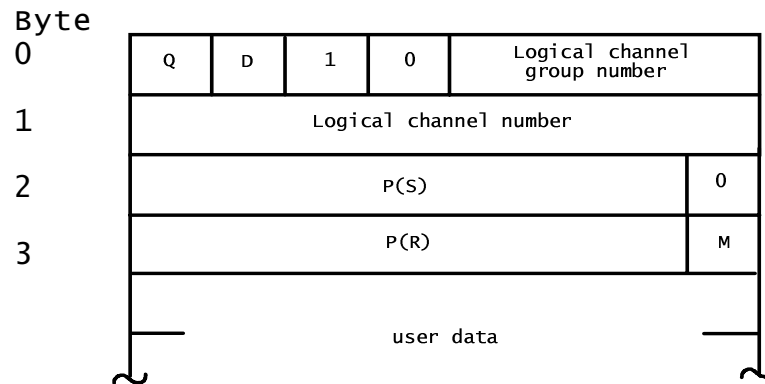 Byte
0 Q D 1 0 Logical channel
group number
1 Logical channel number
2 P(S) 0
3 P(R) M
user data